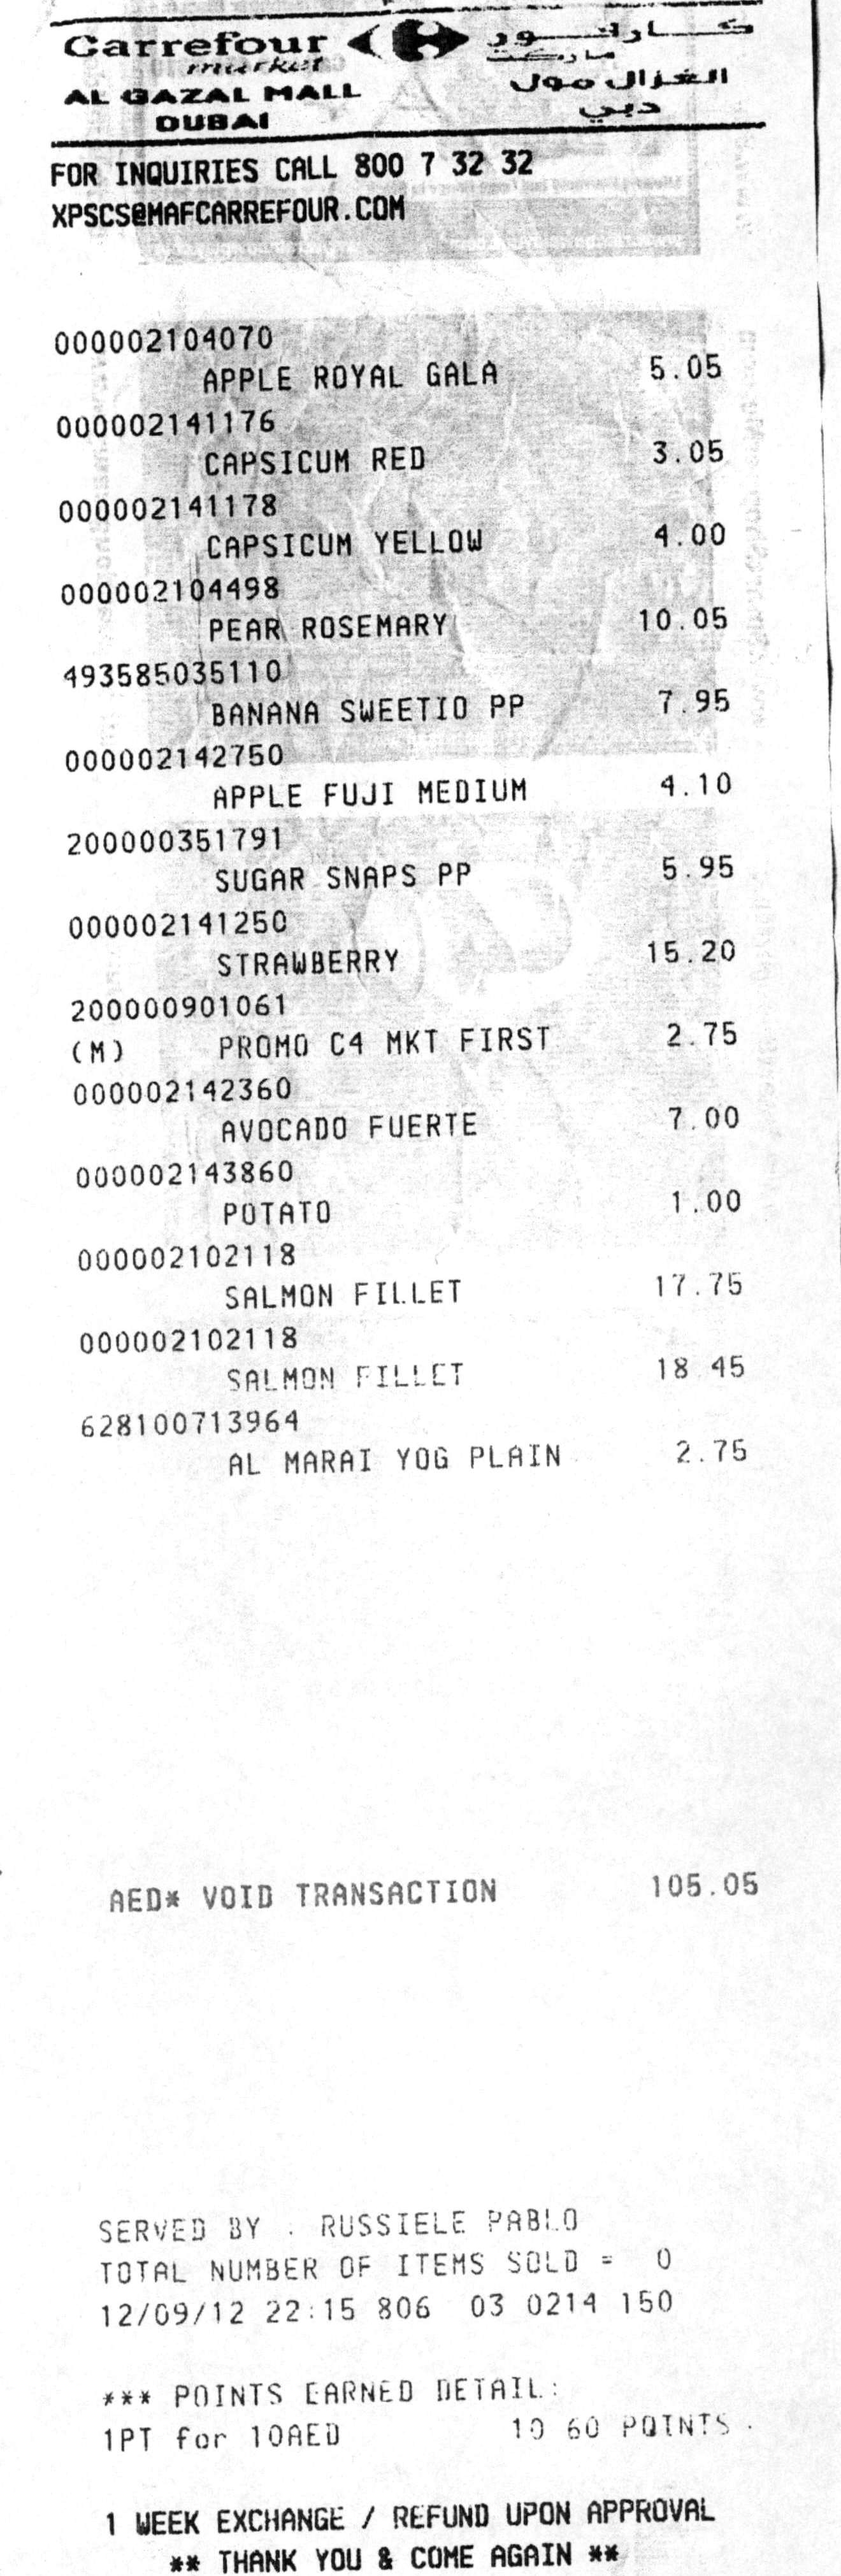 Carrefour
market
AL GAZAL MALL
DUBAI
كارفور
ماركت
الغزال مول
دبي
FOR INQUIRIES CALL 800 7 32 32
XPSCS@MAFCARREFOUR.COM
000002104070
APPLE ROYAL GALA 5.05
000002141176
CAPSICUM RED 3.05
000002141178
CAPSICUM YELLOW 4.00
000002104498
PEAR ROSEMARY 10.05
493585035110
BANANA SWEETIO PP 7.95
000002142750
APPLE FUJI MEDIUM 4.10
200000351791
SUGAR SNAPS PP 5.95
000002141250
STRAWBERRY 15.20
200000901061
(M) PROMO C4 MKT FIRST 2.75
000002142360
AVOCADO FUERTE 7.00
000002143860
POTATO 1.00
000002102118
SALMON FILLET 17.75
000002102118
SALMON FILLET 18.45
628100713964
AL MARAI YOG PLAIN 2.75
AED* VOID TRANSACTION 105.05
SERVED BY : RUSSIELE PABLO
TOTAL NUMBER OF ITEMS SOLD = 0
12/09/12 22:15 806 03 0214 150
*** POINTS EARNED DETAIL:
1PT for 10AED 10.60 POINTS.
1 WEEK EXCHANGE / REFUND UPON APPROVAL
** THANK YOU & COME AGAIN **